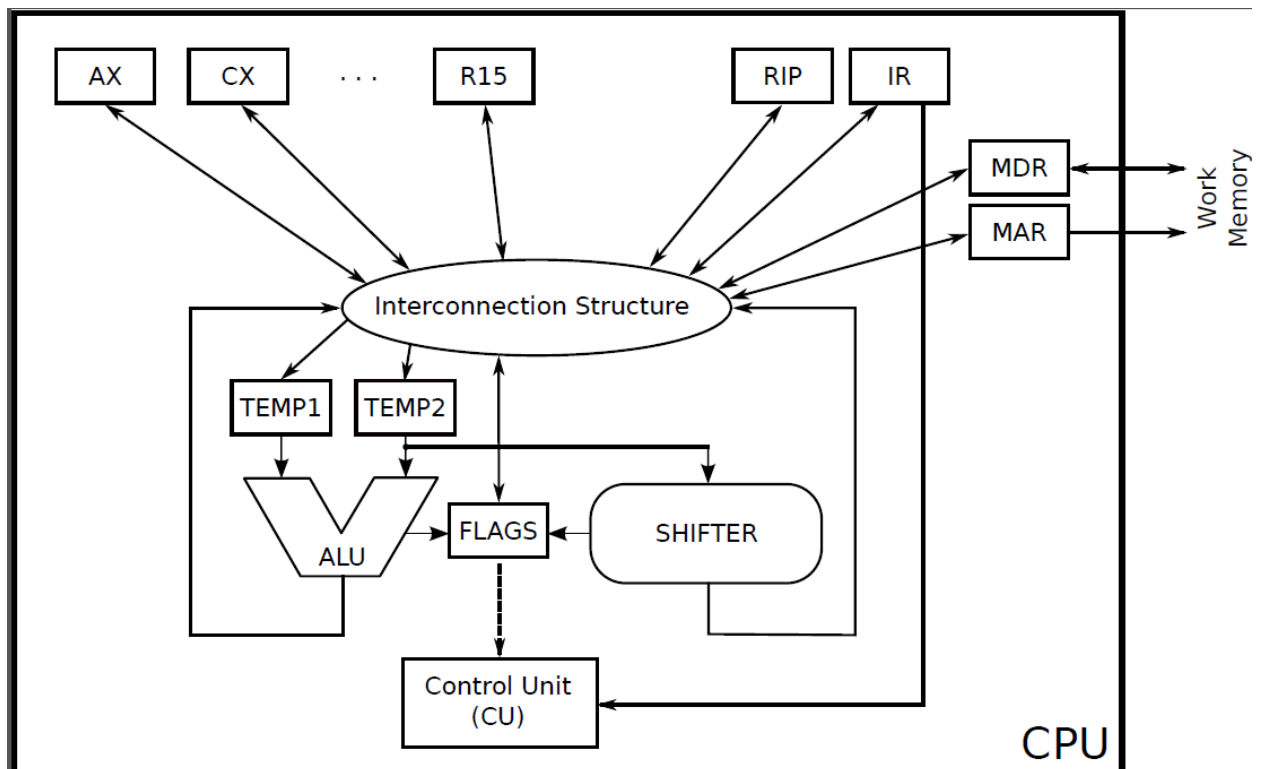 AX
CX
. . .
R15
RIP
IR
MDR
MAR
Work
Memory
Interconnection Structure
TEMP1
TEMP2
ALU
FLAGS
SHIFTER
Control Unit
(CU)
CPU